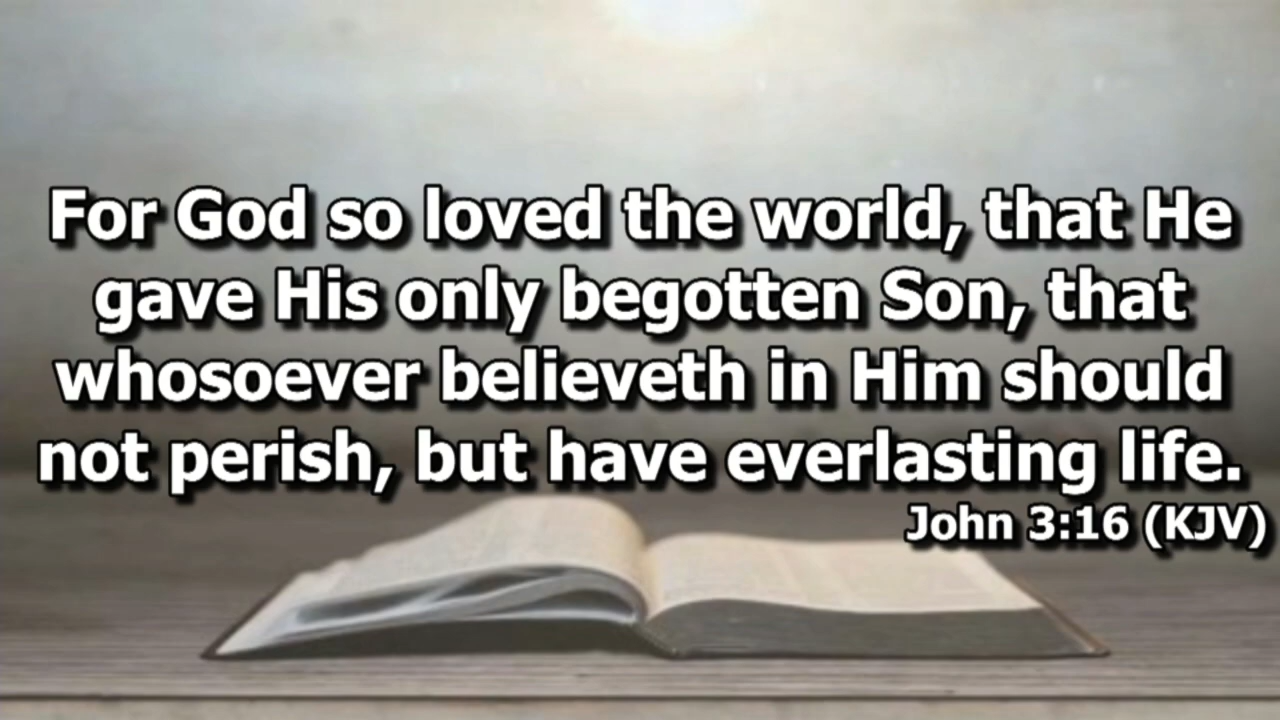 For God so loved the world, that He
gave His only begotten Son, that
whosoever believeth in Him should
not perish, but have everlasting life.
John 3:16 (KJV)